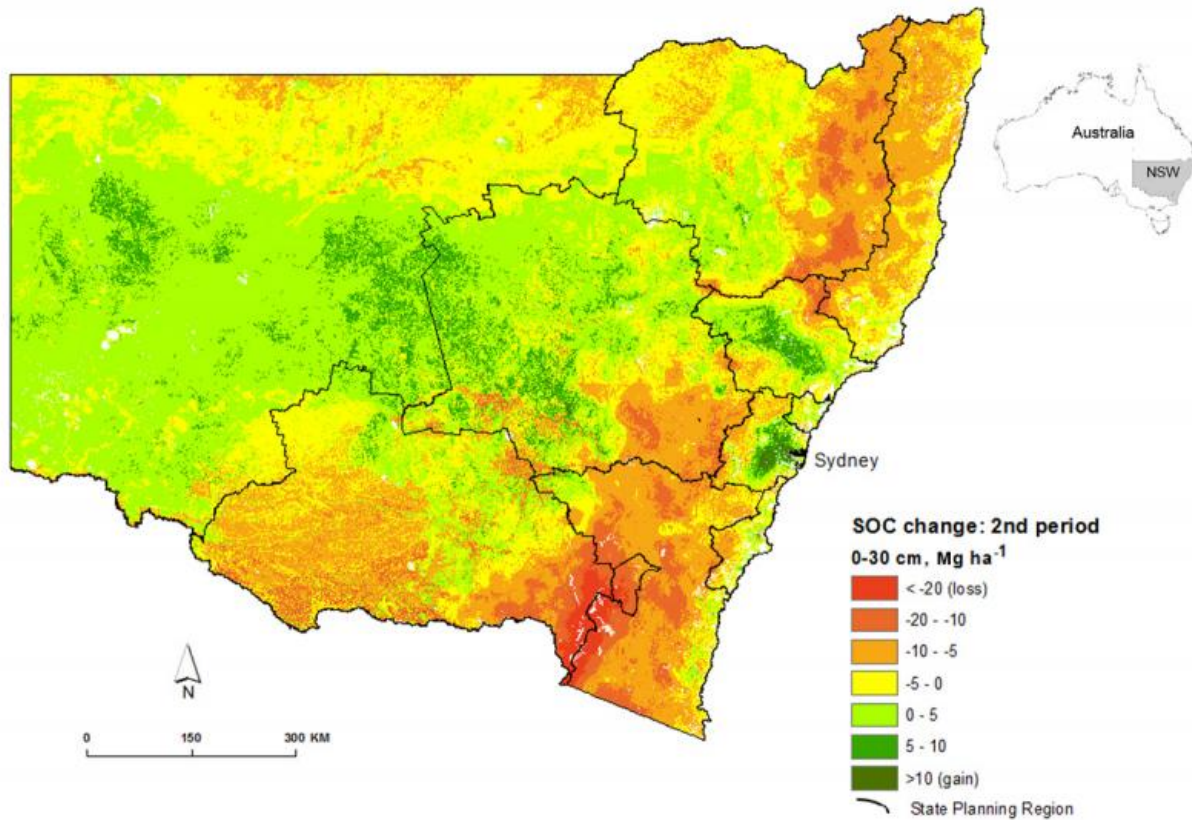 Australia
NSW
Sydney
SOC change: 2nd period
0-30 cm, Mg ha⁻¹
< -20 (loss)
-20 - -10
-10 - -5
-5 - 0
0 - 5
5 - 10
>10 (gain)
State Planning Region
N
0 150 300 KM